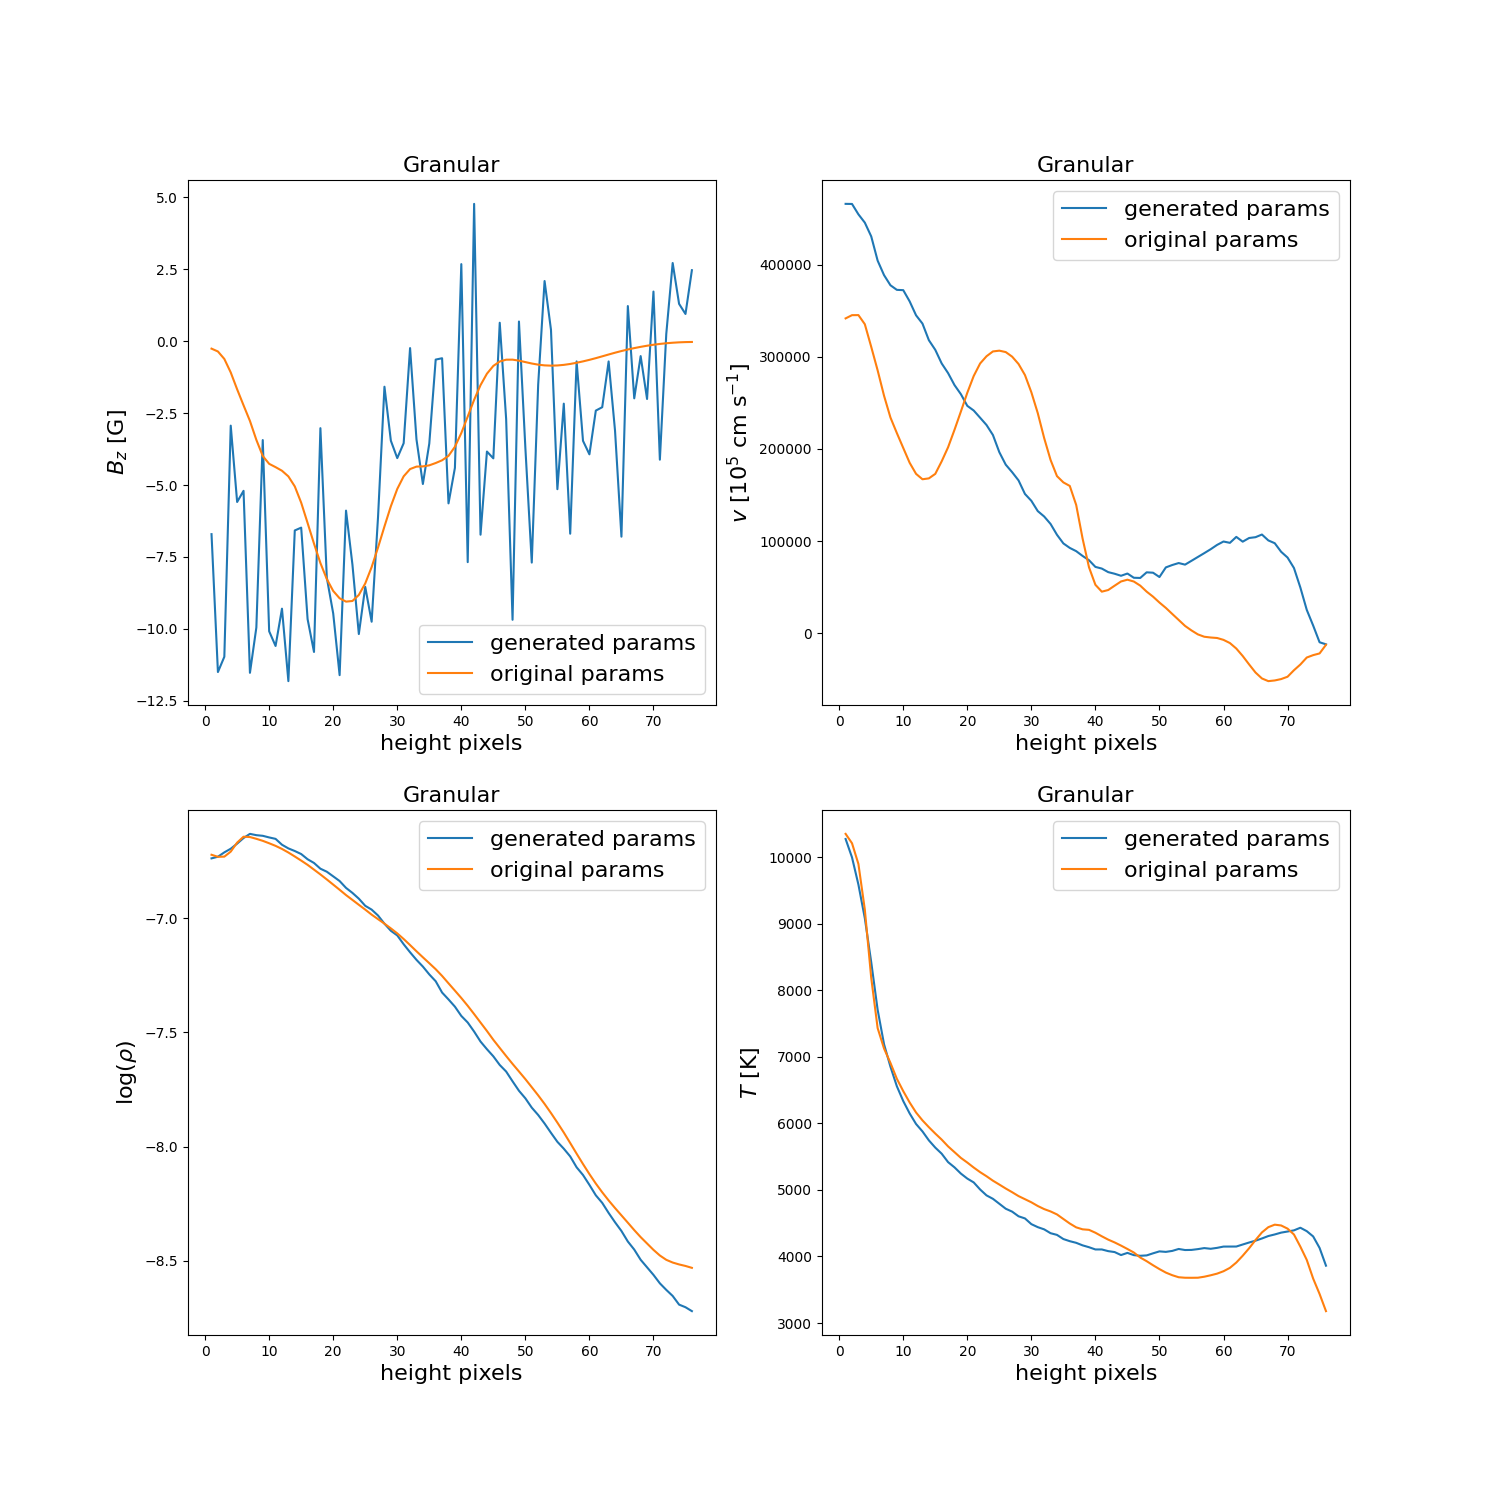 Granular
5.0
2.5
0.0
−2.5
−5.0
−7.5
−10.0
−12.5
B_z [G]
generated params
original params
0 10 20 30 40 50 60 70
height pixels
Granular
400000
300000
200000
100000
0
v [10^5 cm s^−1]
generated params
original params
0 10 20 30 40 50 60 70
height pixels
Granular
−7.0
−7.5
−8.0
−8.5
log(ρ)
generated params
original params
0 10 20 30 40 50 60 70
height pixels
Granular
10000
9000
8000
7000
6000
5000
4000
3000
T [K]
generated params
original params
0 10 20 30 40 50 60 70
height pixels